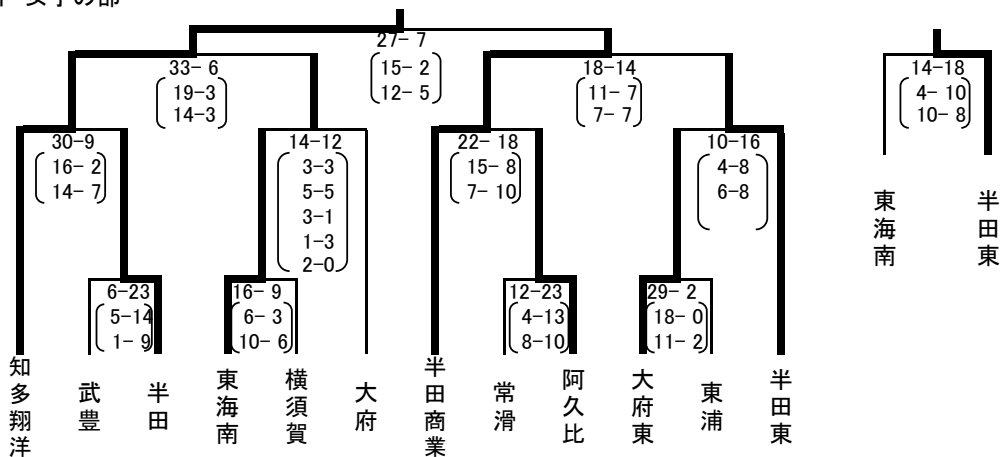 女子の部
27- 7
15- 2
12- 5
33- 6
19-3
14-3
18-14
11- 7
7- 7
14-18
4- 10
10- 8
30-9
16- 2
14- 7
14-12
3-3
5-5
3-1
1-3
2-0
22- 18
15- 8
7- 10
10-16
4-8
6-8
6-23
5-14
1- 9
16- 9
6- 3
10- 6
12-23
4-13
8-10
29- 2
18- 0
11- 2
知多翔洋
武豊
半田
東海南
横須賀
大府
半田商業
常滑
阿久比
大府東
東浦
半田東
東海南
半田東